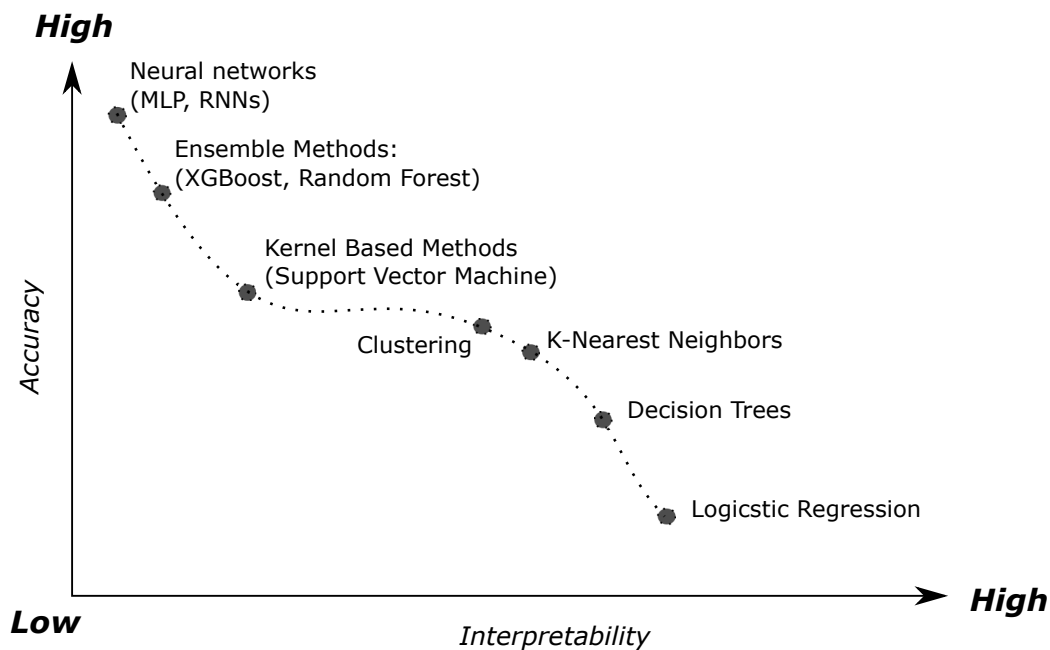 High
Neural networks
(MLP, RNNs)
Ensemble Methods:
(XGBoost, Random Forest)
Kernel Based Methods
(Support Vector Machine)
Clustering
K-Nearest Neighbors
Decision Trees
Logicstic Regression
Accuracy
Low
Interpretability
High